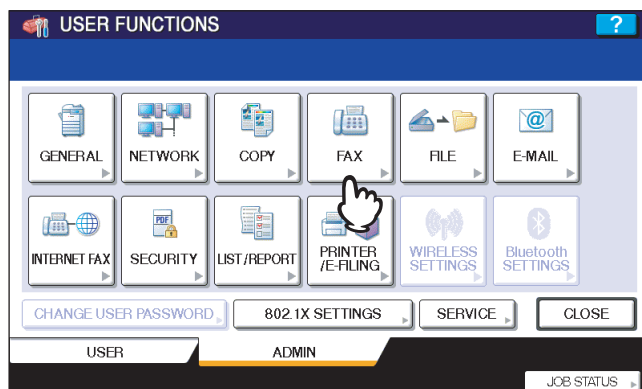 USER FUNCTIONS
?
GENERAL
NETWORK
COPY
FAX
FILE
@
E-MAIL
INTERNET FAX
PDF
SECURITY
LIST/REPORT
PRINTER
/E-FILING
WIRELESS
SETTINGS
Bluetooth
SETTINGS
CHANGE USER PASSWORD
802.1X SETTINGS
SERVICE
CLOSE
USER
ADMIN
JOB STATUS